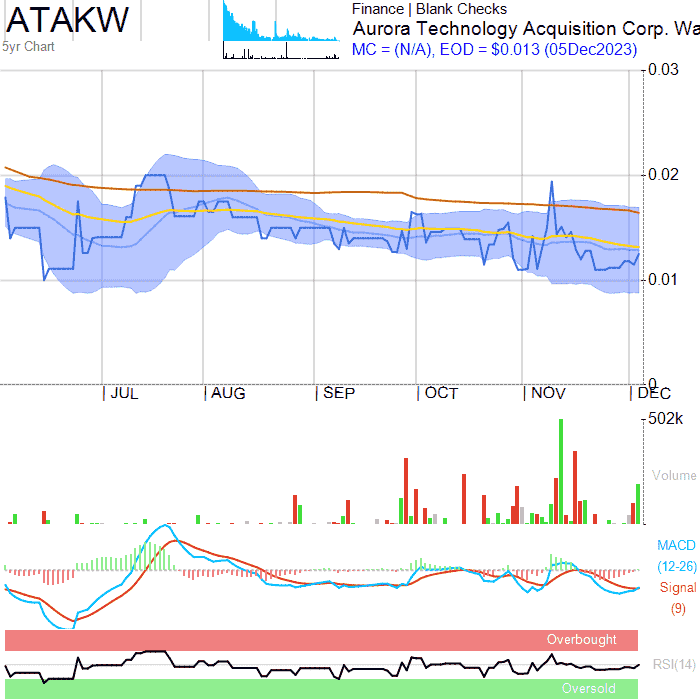 ATAKW
5yr Chart
Finance | Blank Checks
Aurora Technology Acquisition Corp. Wa
MC = (N/A), EOD = $0.013 (05Dec2023)
0.03
0.02
0.01
0
JUL AUG SEP OCT NOV DEC
502k
Volume
MACD
(12-26)
Signal
(9)
Overbought
RSI(14)
Oversold